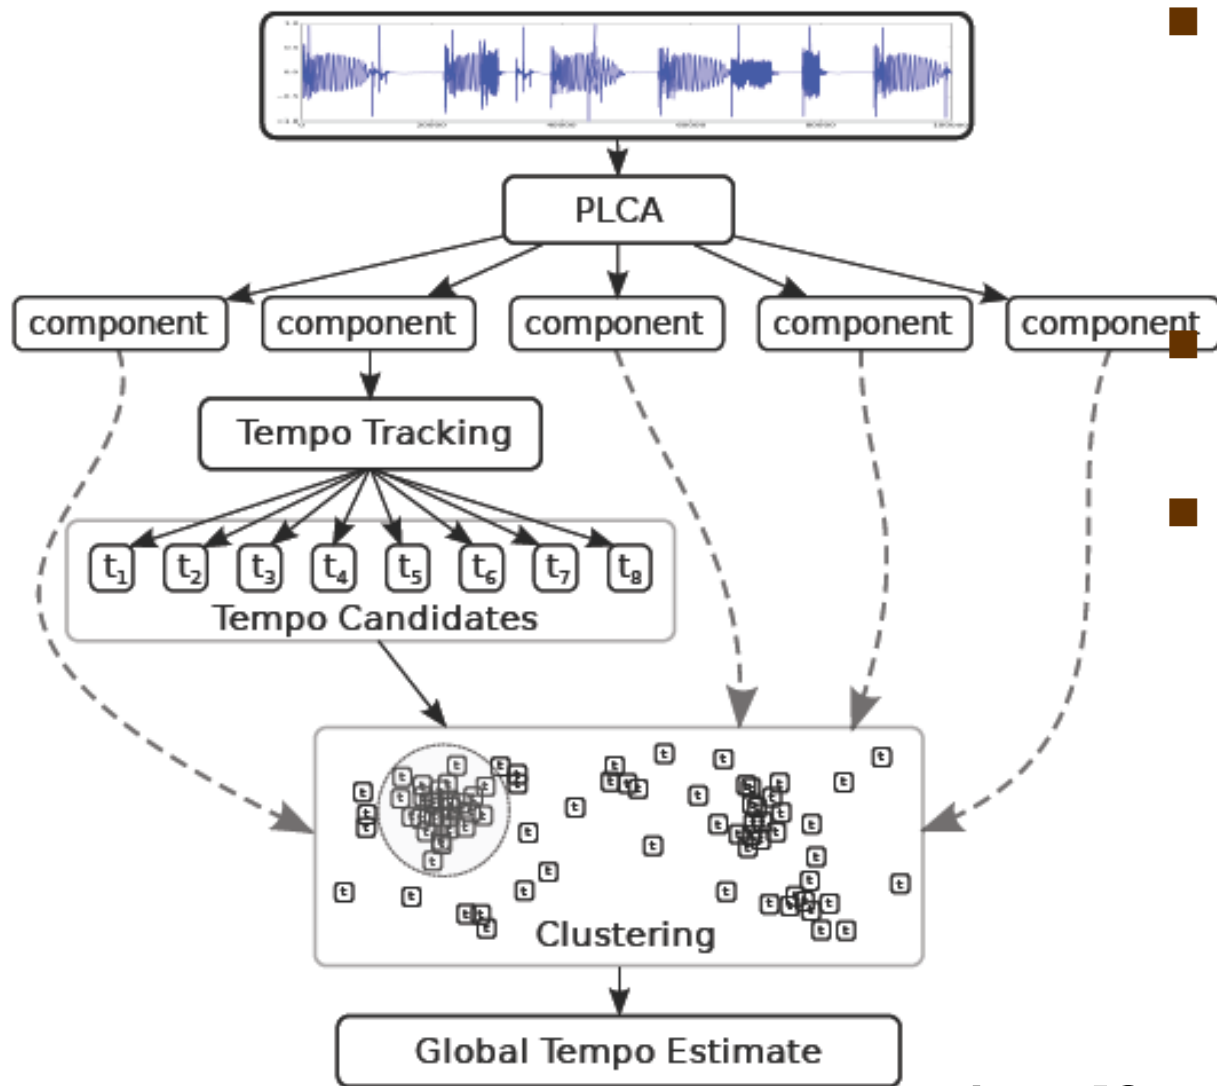 PLCA
component component component component component
Tempo Tracking
t1 t2 t3 t4 t5 t6 t7 t8
Tempo Candidates
t t t t t t t t t t t t t t t t t t t t t t t t t t t t t t
Clustering
Global Tempo Estimate